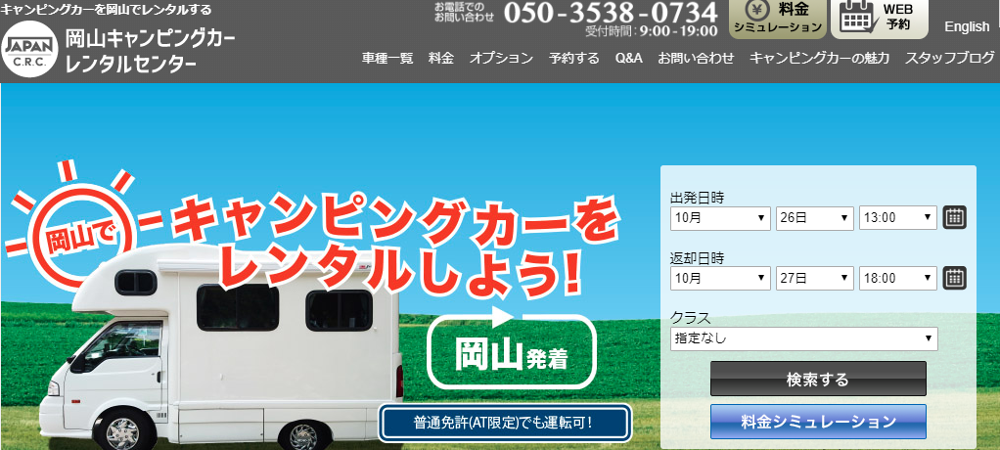 キャンピングカーを岡山でレンタルする
JAPAN
C.R.C.
岡山キャンピングカー
レンタルセンター
お電話での
お問い合わせ
050-3538-0734
受付時間：9:00-19:00
料金
シミュレーション
WEB
予約
English
車種一覧 料金 オプション 予約する Q&A お問い合わせ キャンピングカーの魅力 スタッフブログ
岡山で
キャンピングカーを
レンタルしよう!
岡山発着
普通免許(AT限定)でも運転可！
出発日時
10月 26日 13:00
返却日時
10月 27日 18:00
クラス
指定なし
検索する
料金シミュレーション